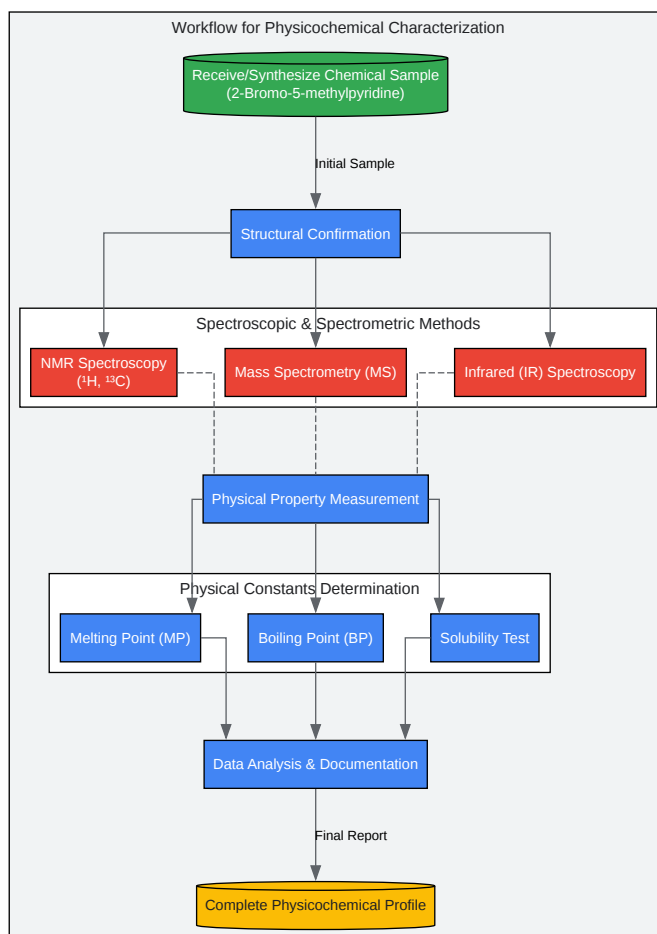 Workflow for Physicochemical Characterization
Receive/Synthesize Chemical Sample
(2-Bromo-5-methylpyridine)
Initial Sample
Structural Confirmation
Spectroscopic & Spectrometric Methods
NMR Spectroscopy
(¹H, ¹³C)
Mass Spectrometry (MS)
Infrared (IR) Spectroscopy
Physical Property Measurement
Physical Constants Determination
Melting Point (MP)
Boiling Point (BP)
Solubility Test
Data Analysis & Documentation
Final Report
Complete Physicochemical Profile